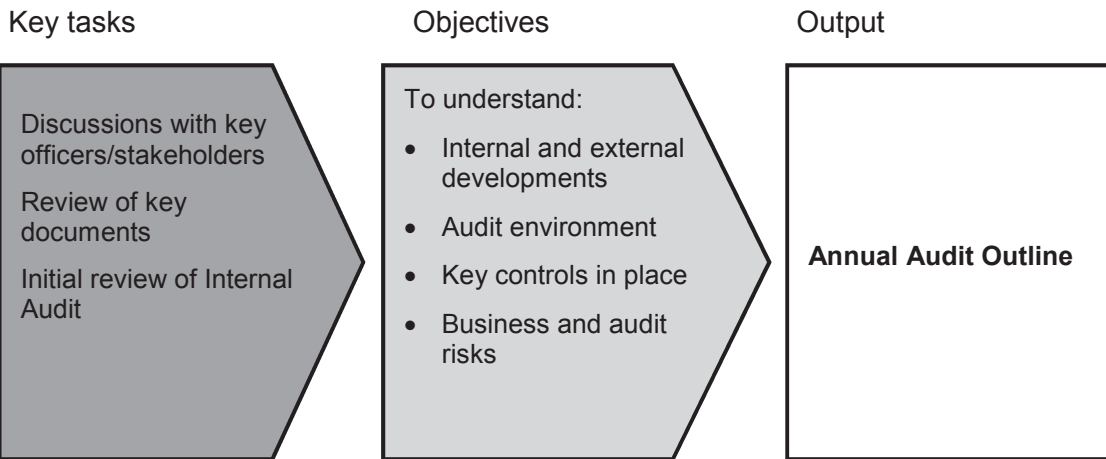 Key tasks
Objectives
Output
Discussions with key
officers/stakeholders
Review of key
documents
Initial review of Internal
Audit
To understand:
• Internal and external
developments
• Audit environment
• Key controls in place
• Business and audit
risks
Annual Audit Outline